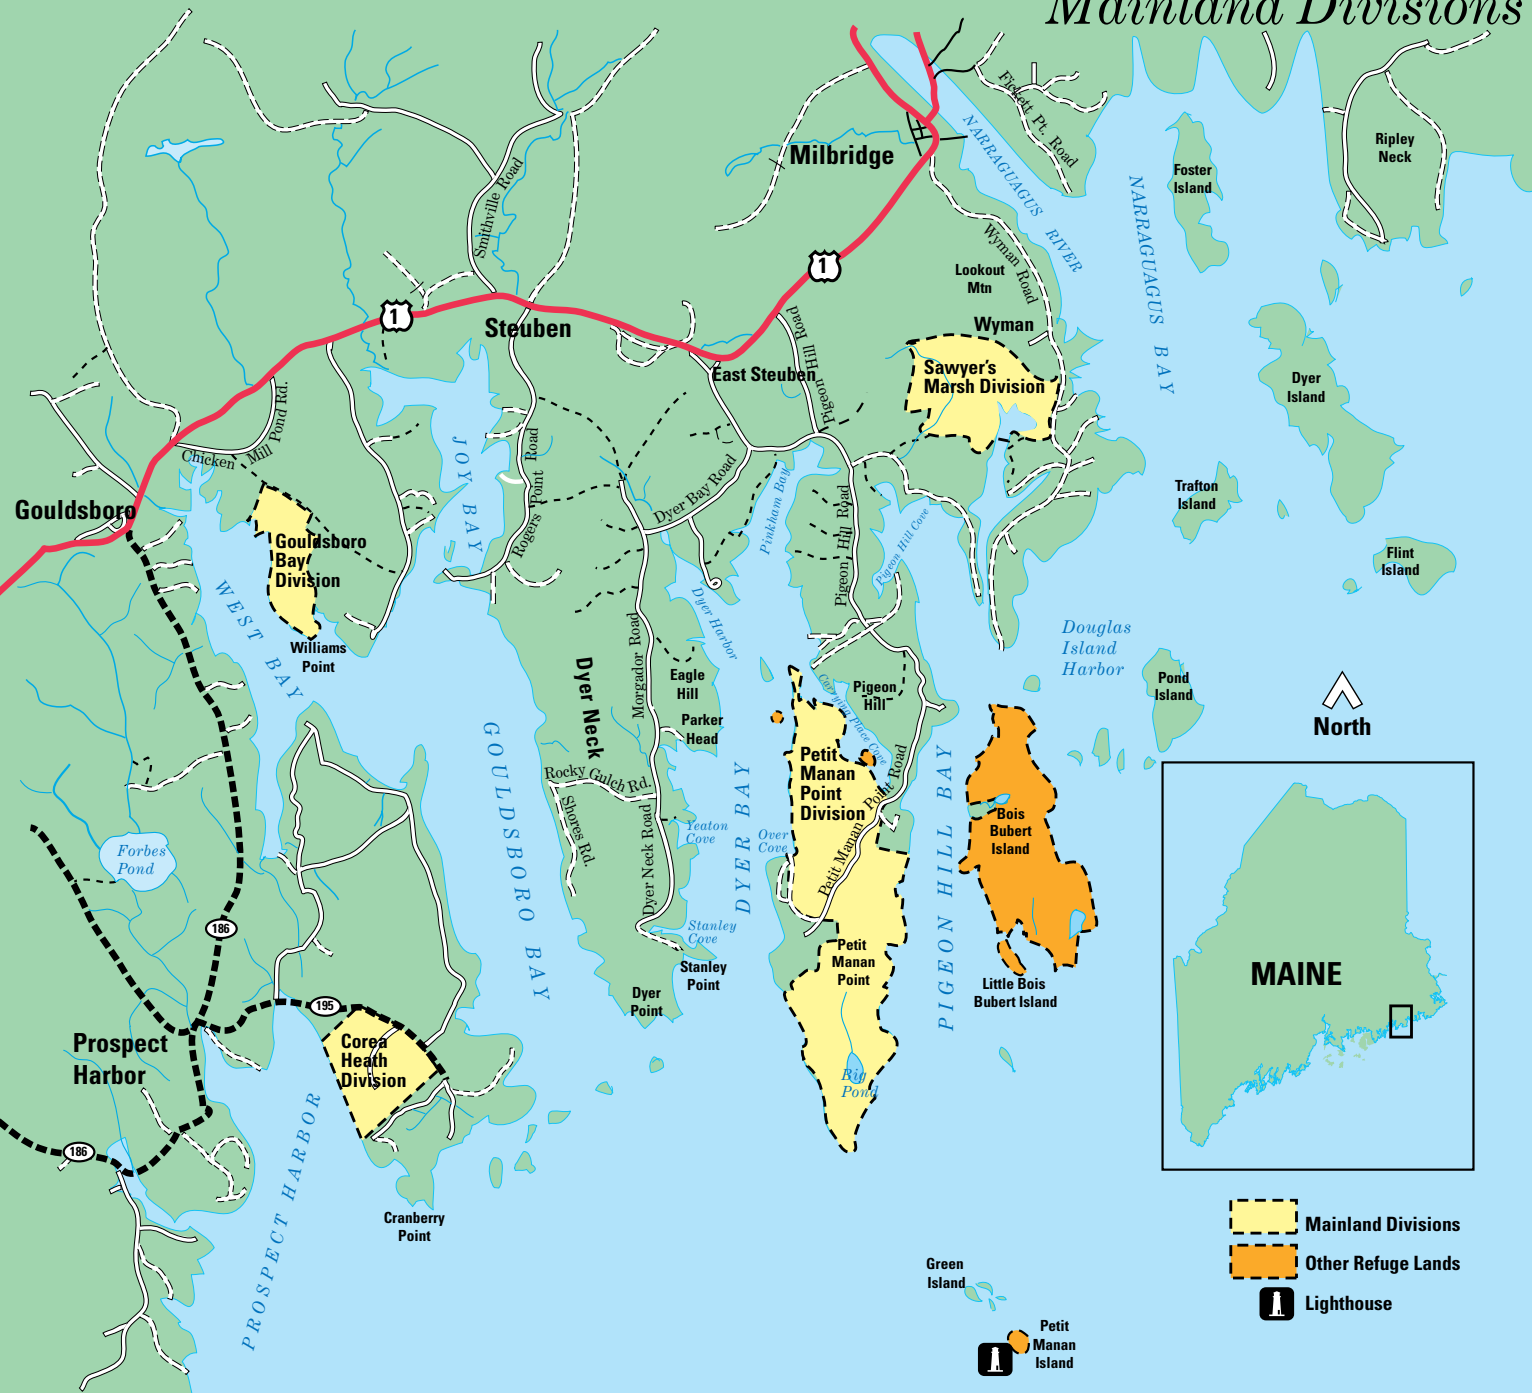 Mainland Divisions
Fickett Pt. Road
NARRAGUAGUS RIVER
Milbridge
Ripley
Neck
Foster
Island
NARRAGUAGUS BAY
Smithville Road
Wyman Road
1
Lookout
Mtn
1
Steuben
Wyman
Pigeon Hill Road
East Steuben
Sawyer's
Marsh Division
Dyer
Island
Chicken Mill Pond Rd.
JOY BAY
Rogers Point Road
Dyer Bay Road
Pinkham Bay
Pigeon Hill Road
Pigeon Hill Cove
Trafton
Island
Gouldsboro
Gouldsboro
Bay
Division
Flint
Island
WEST BAY
Williams
Point
Dyer Harbor
Douglas
Island
Harbor
Morgador Road
Dyer Neck
Eagle
Hill
Parker
Head
Pigeon
Hill
Carrying Place Cove
Pond
Island
North
GOULDSBORO BAY
Petit
Manan
Point
Division
Petit Manan Point Road
Rocky Gulch Rd.
Shores Rd.
Dyer Neck Road
Yeaton
Cove
DYER BAY
Over
Cove
PIGEON HILL BAY
Bois
Bubert
Island
Forbes
Pond
186
Stanley
Cove
Stanley
Point
Petit
Manan
Point
Little Bois
Bubert Island
MAINE
Dyer
Point
195
Prospect
Harbor
Corea
Heath
Division
Big
Pond
186
PROSPECT HARBOR
Cranberry
Point
Mainland Divisions
Other Refuge Lands
Lighthouse
Green
Island
Petit
Manan
Island